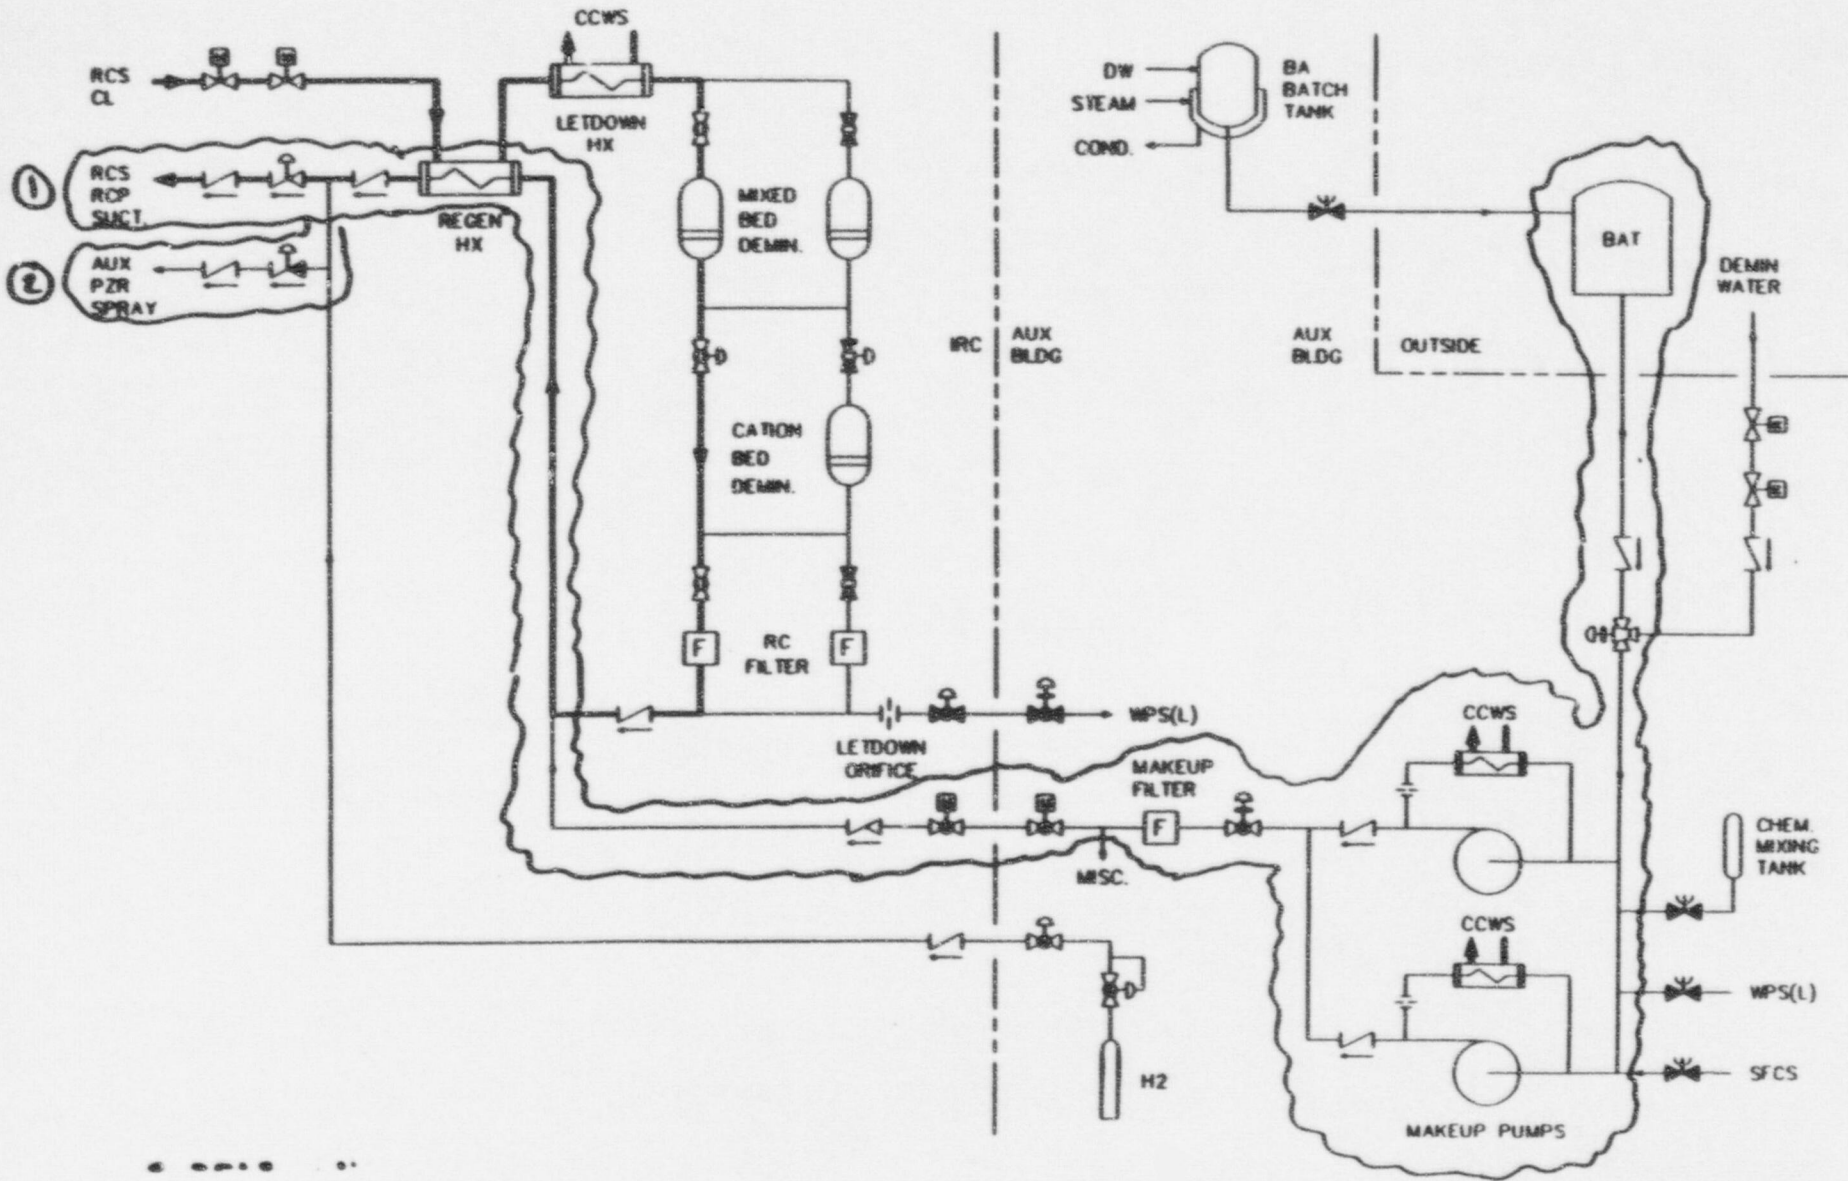 CCWS
RCS
CL
LETDOWN
HX
DW
STEAM
COND.
BA
BATCH
TANK
1
RCS
RCP
SUCT.
REGEN
HX
MIXED
BED
DEMIN.
BAT
2
AUX
PZR
SPRAY
DEMIN
WATER
IRC
AUX
BLDG
AUX
BLDG
OUTSIDE
CATION
BED
DEMIN.
F
RC
FILTER
F
WPS(L)
LETDOWN
ORIFICE
MAKEUP
FILTER
CCWS
F
MISC.
CHEM.
MIXING
TANK
CCWS
WPS(L)
H2
SFCS
MAKEUP PUMPS